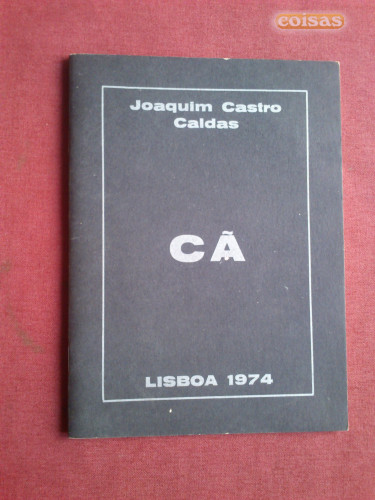 coisas
Joaquim Castro
Caldas
CÃ
LISBOA 1974